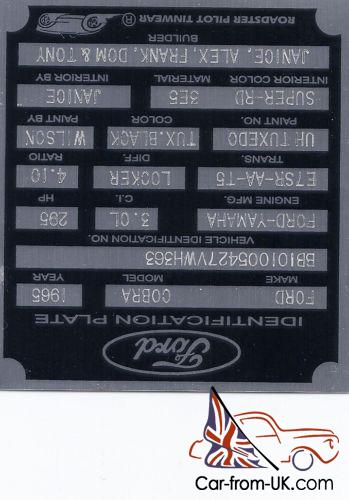 Ford
IDENTIFICATION PLATE
MAKE MODEL YEAR
FORD COBRA 1965
VEHICLE IDENTIFICATION NO.
BB101005427YWH363
ENGINE MFG. C.I. HP
FORD-YAMAHA 3.0L 295
TRANS. DIFF. RATIO
E7SR-AA-T5 LOCKER 4.10
PAINT NO. COLOR PAINT BY
UH TUXEDO TUX.BLACK WILSON
INTERIOR COLOR MATERIAL INTERIOR BY
SUPER-RD 3E5 JANICE
BUILDER
JANICE, ALEX, FRANK, DOM & TONY
ROADSTER PILOT TINWEAR ®
Car-from-UK.com